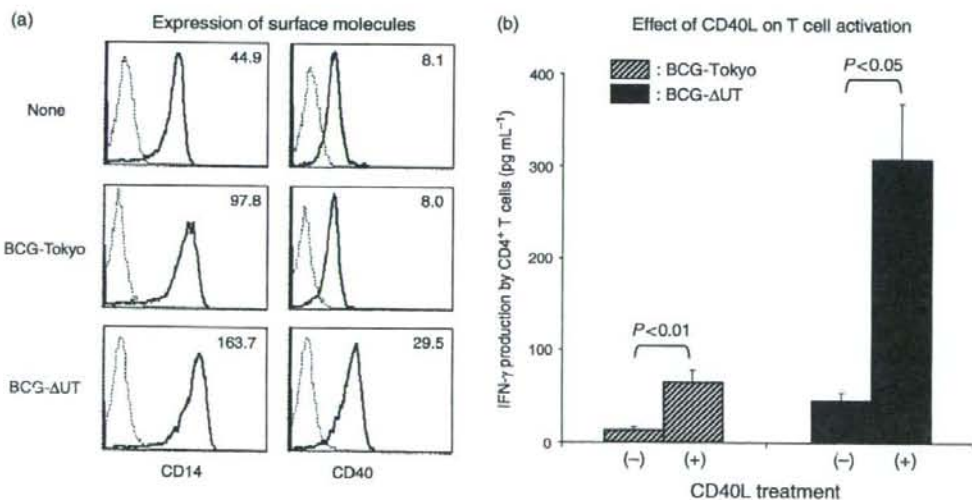 (a)
Expression of surface molecules
None
44.9
8.1
BCG-Tokyo
97.8
8.0
BCG-ΔUT
163.7
29.5
CD14
CD40
(b)
Effect of CD40L on T cell activation
IFN-γ production by CD4⁺ T cells (pg mL⁻¹)
400
300
200
100
50
0
: BCG-Tokyo
: BCG-ΔUT
P<0.01
P<0.05
(−)
(+)
(−)
(+)
CD40L treatment